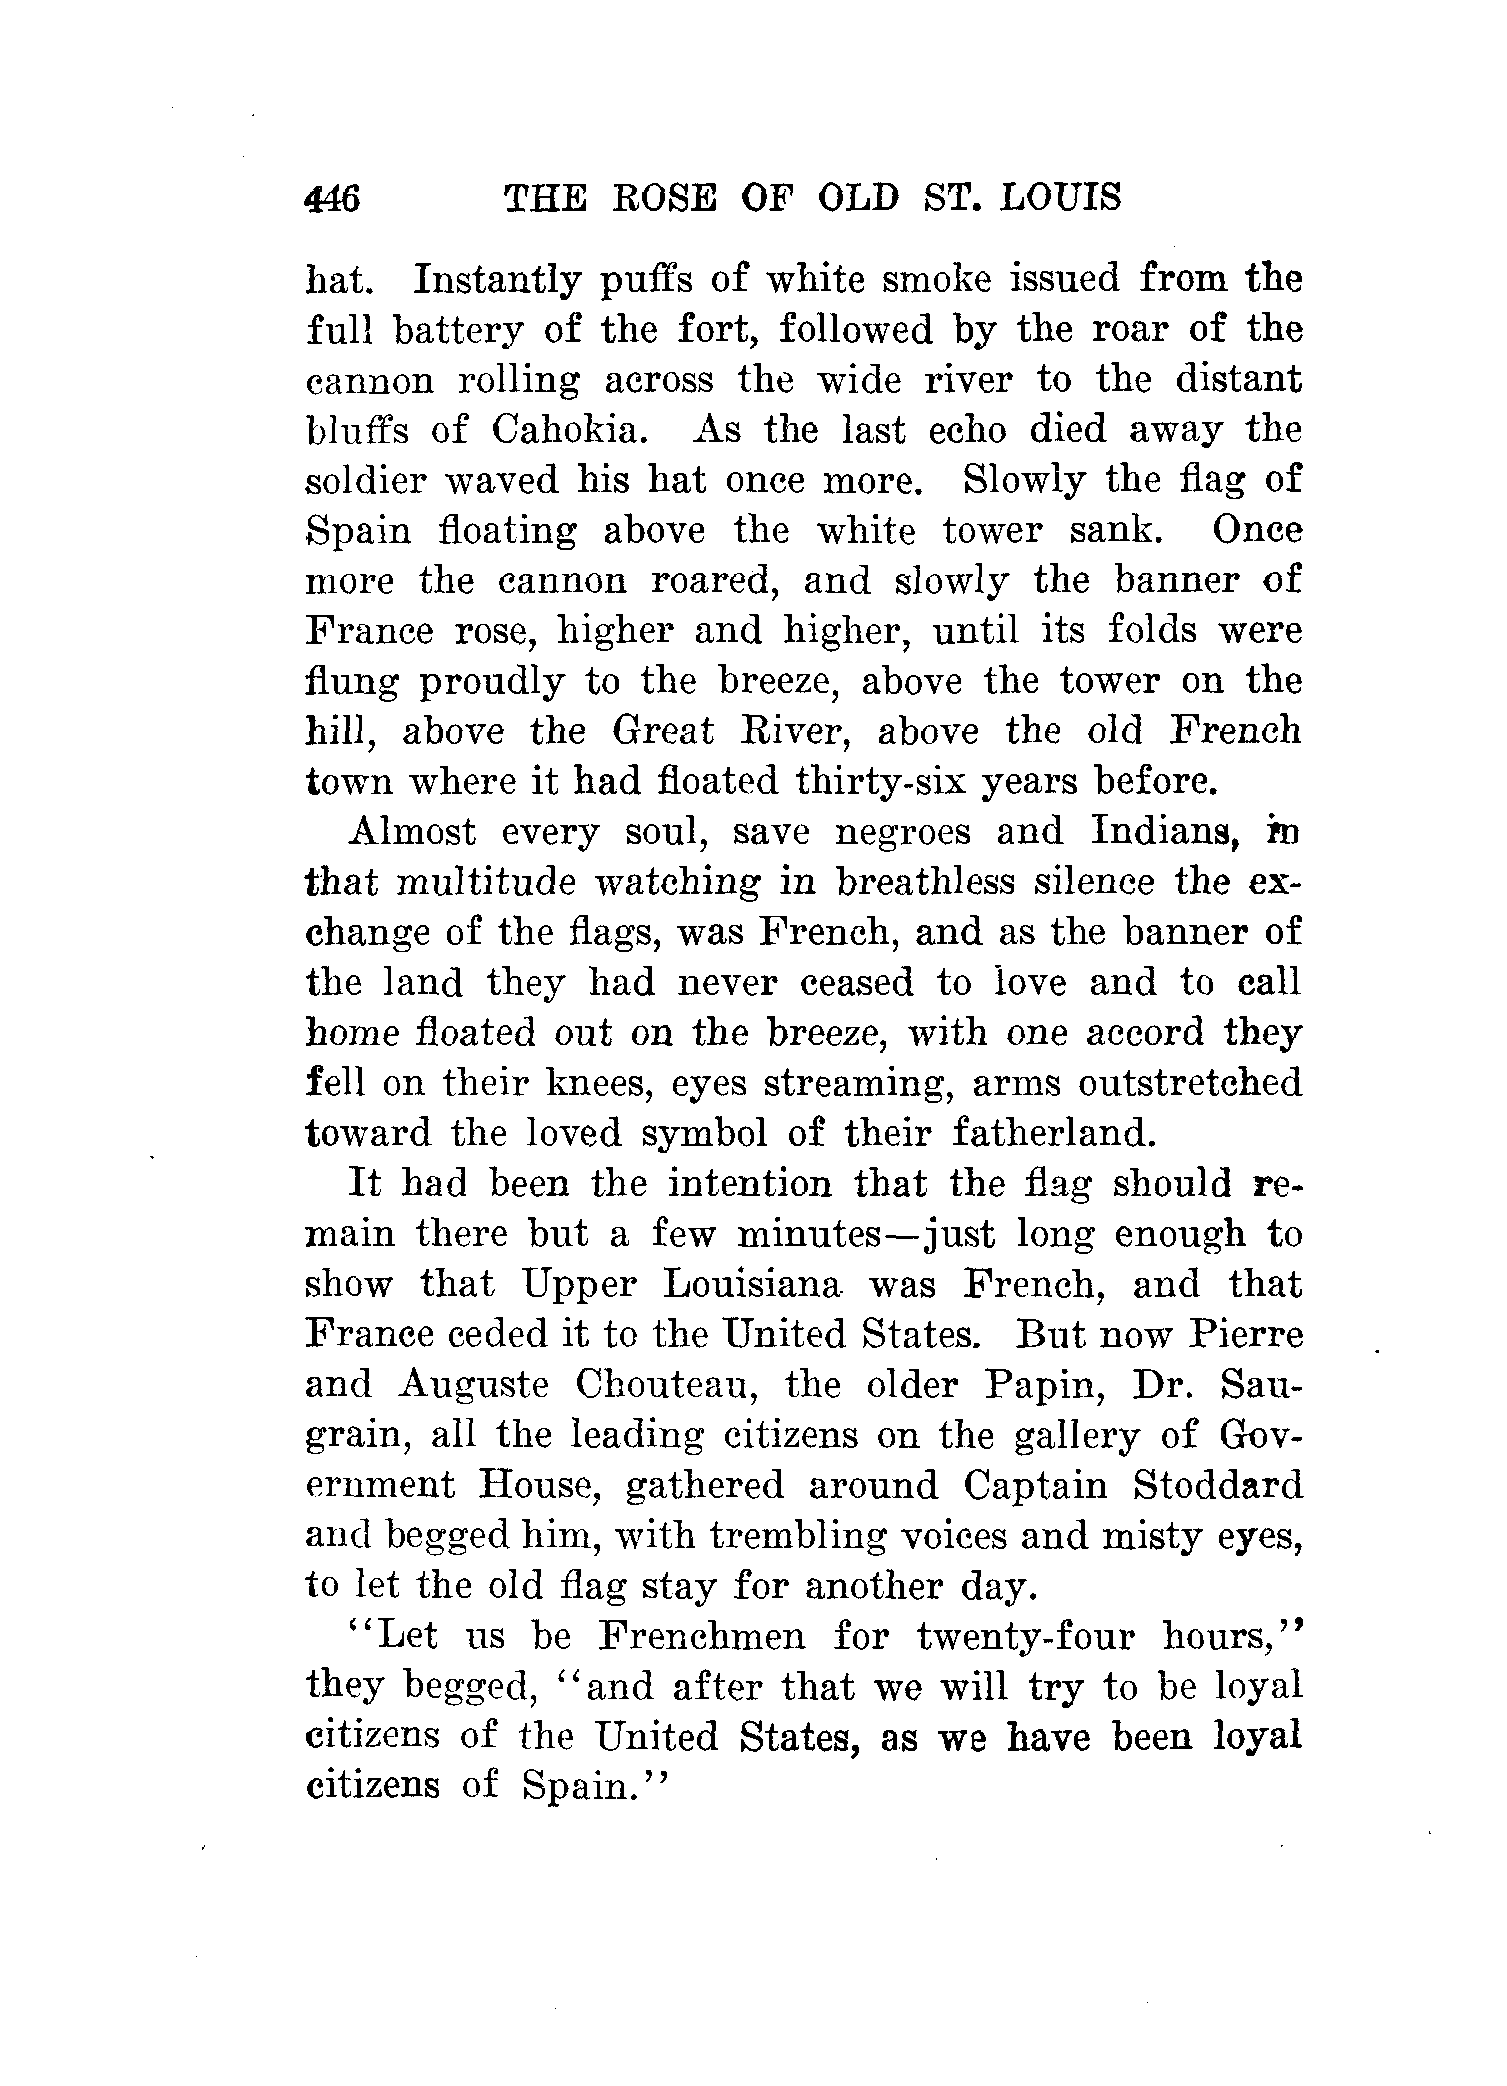 446 THE ROSE OF OLD ST. LOUIS
hat. Instantly puffs of white smoke issued from the
full battery of the fort, followed by the roar of the
cannon rolling across the wide river to the distant
bluffs of Cahokia. As the last echo died away the
soldier waved his hat once more. Slowly the flag of
Spain floating above the white tower sank. Once
more the cannon roared, and slowly the banner of
France rose, higher and higher, until its folds were
flung proudly to the breeze, above the tower on the
hill, above the Great River, above the old French
town where it had floated thirty-six years before.
Almost every soul, save negroes and Indians, in
that multitude watching in breathless silence the ex-
change of the flags, was French, and as the banner of
the land they had never ceased to love and to call
home floated out on the breeze, with one accord they
fell on their knees, eyes streaming, arms outstretched
toward the loved symbol of their fatherland.
It had been the intention that the flag should re-
main there but a few minutes—just long enough to
show that Upper Louisiana was French, and that
France ceded it to the United States. But now Pierre
and Auguste Chouteau, the older Papin, Dr. Sau-
grain, all the leading citizens on the gallery of Gov-
ernment House, gathered around Captain Stoddard
and begged him, with trembling voices and misty eyes,
to let the old flag stay for another day.
"Let us be Frenchmen for twenty-four hours,"
they begged, "and after that we will try to be loyal
citizens of the United States, as we have been loyal
citizens of Spain."